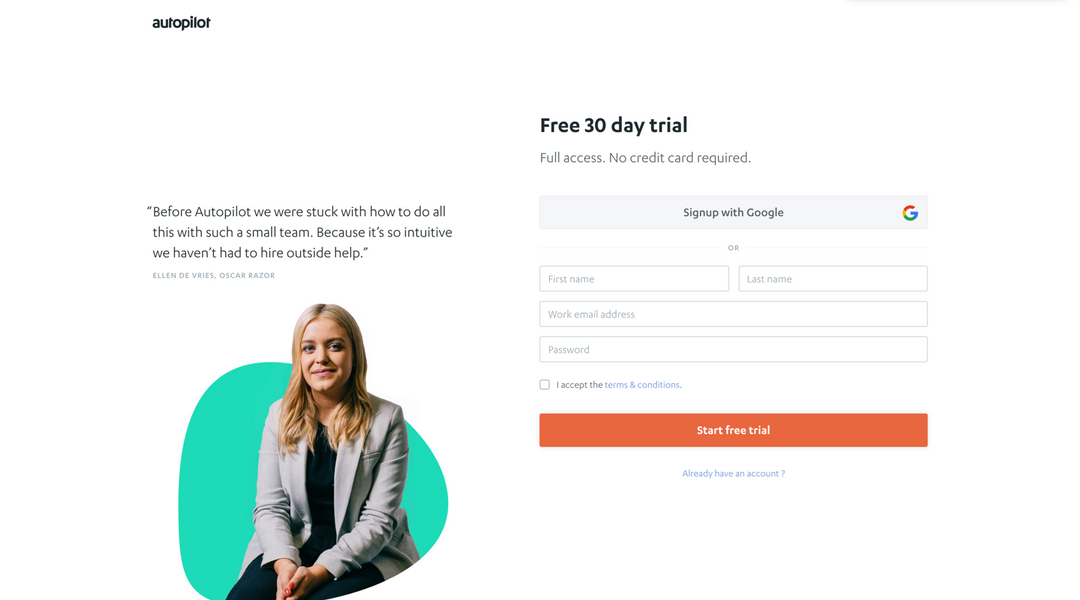 autopilot
“Before Autopilot we were stuck with how to do all
this with such a small team. Because it’s so intuitive
we haven’t had to hire outside help.”
ELLEN DE VRIES, OSCAR RAZOR
Free 30 day trial
Full access. No credit card required.
Signup with Google
OR
First name
Last name
Work email address
Password
I accept the terms & conditions.
Start free trial
Already have an account ?